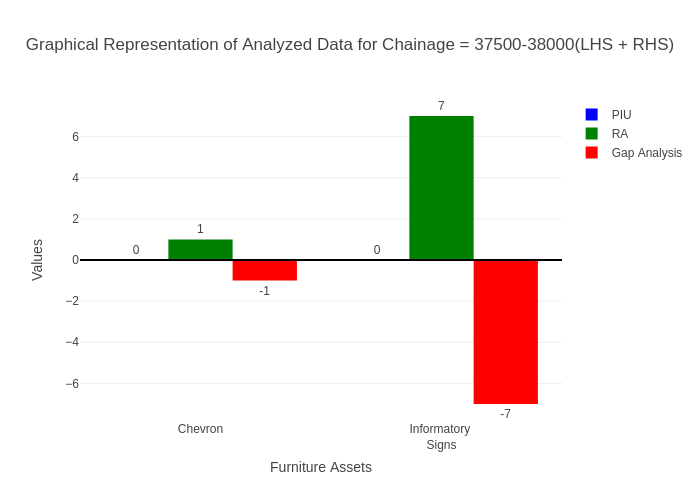 Graphical Representation of Analyzed Data for Chainage = 37500-38000(LHS + RHS)
PIU
RA
Gap Analysis
7
6
4
2
0
−2
−4
−6
Values
0
1
-1
0
-7
Chevron
Informatory
Signs
Furniture Assets